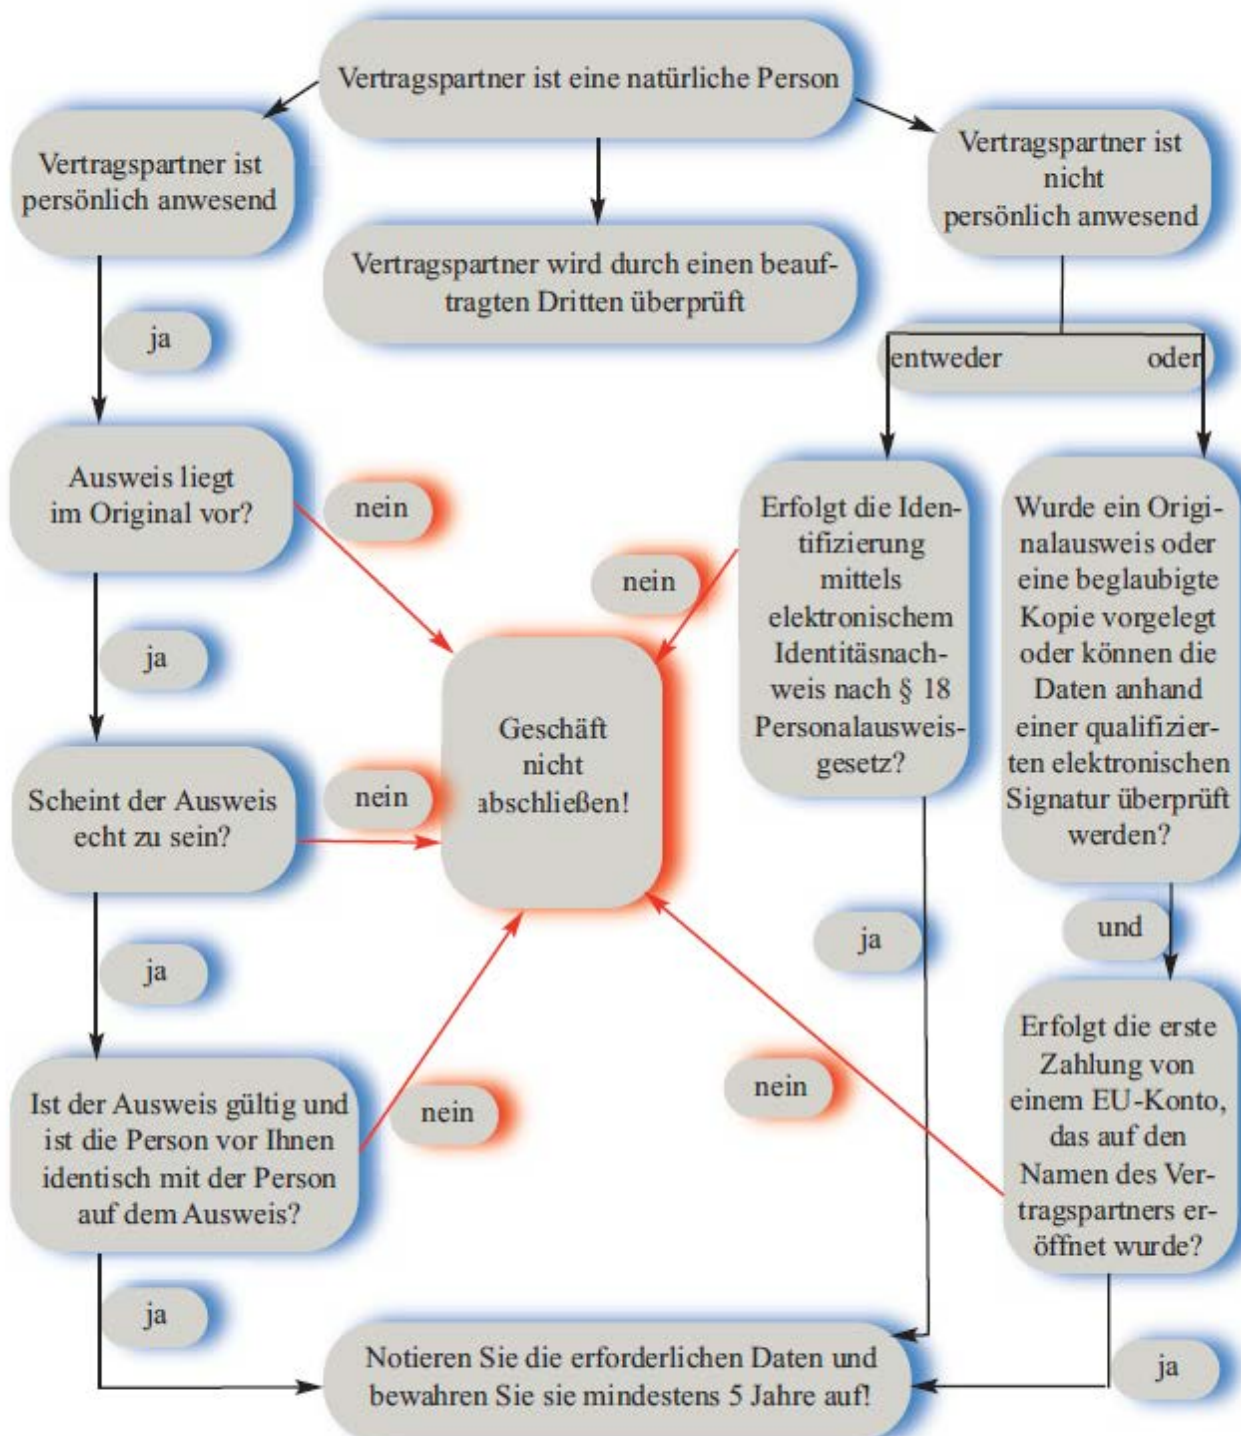 Vertragspartner ist eine natürliche Person
Vertragspartner ist
persönlich anwesend
Vertragspartner wird durch einen beauf-
tragten Dritten überprüft
Vertragspartner ist
nicht
persönlich anwesend
ja
entweder
oder
Ausweis liegt
im Original vor?
nein
nein
Erfolgt die Iden-
tifizierung
mittels
elektronischem
Identitäsnach-
weis nach § 18
Personalausweis-
gesetz?
Wurde ein Origi-
nalausweis oder
eine beglaubigte
Kopie vorgelegt
oder können die
Daten anhand
einer qualifizier-
ten elektronischen
Signatur überprüft
werden?
ja
Geschäft
nicht
abschließen!
Scheint der Ausweis
echt zu sein?
nein
ja
ja
und
Ist der Ausweis gültig und
ist die Person vor Ihnen
identisch mit der Person
auf dem Ausweis?
nein
nein
Erfolgt die erste
Zahlung von
einem EU-Konto,
das auf den
Namen des Ver-
tragspartners er-
öffnet wurde?
ja
ja
Notieren Sie die erforderlichen Daten und
bewahren Sie sie mindestens 5 Jahre auf!